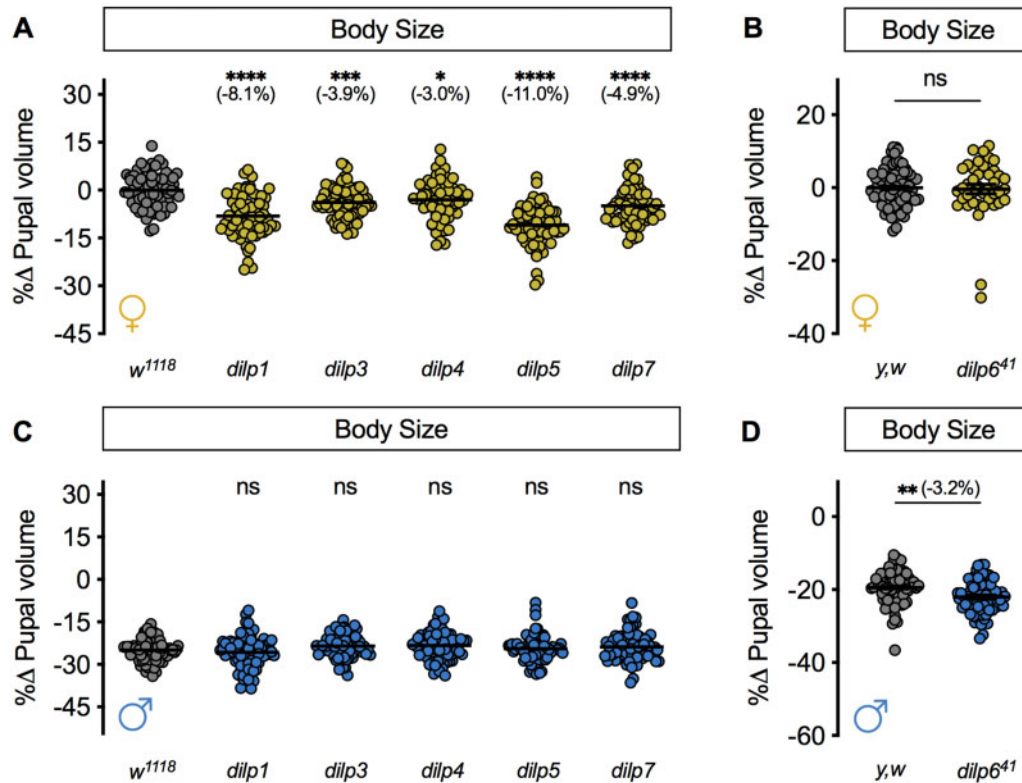 A
Body Size
%Δ Pupal volume
30
15
0
-15
-30
-45
**** *** * **** ****
(-8.1%) (-3.9%) (-3.0%) (-11.0%) (-4.9%)
w1118 dilp1 dilp3 dilp4 dilp5 dilp7
B
Body Size
%Δ Pupal volume
20
0
-20
-40
ns
y,w dilp641
C
Body Size
%Δ Pupal volume
30
15
0
-15
-30
-45
ns ns ns ns ns
w1118 dilp1 dilp3 dilp4 dilp5 dilp7
D
Body Size
%Δ Pupal volume
0
-20
-40
-60
** (-3.2%)
y,w dilp641